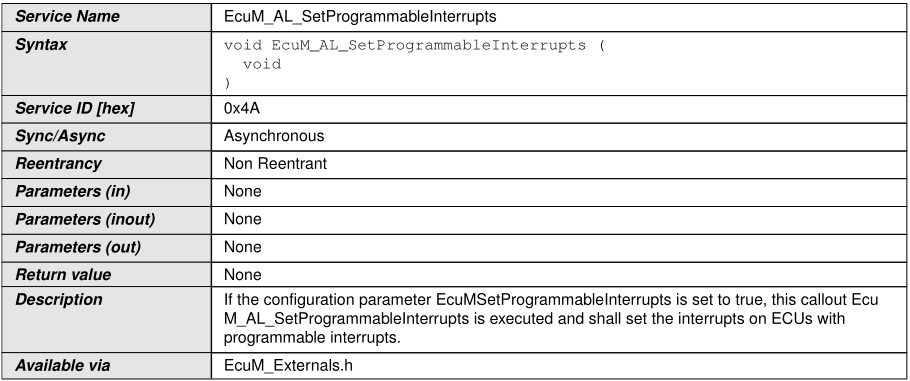 Service Name EcuM_AL_SetProgrammableInterrupts
Syntax void EcuM_AL_SetProgrammableInterrupts (
void
)
Service ID [hex] 0x4A
Sync/Async Asynchronous
Reentrancy Non Reentrant
Parameters (in) None
Parameters (inout) None
Parameters (out) None
Return value None
Description If the configuration parameter EcuMSetProgrammableInterrupts is set to true, this callout Ecu
M_AL_SetProgrammableInterrupts is executed and shall set the interrupts on ECUs with
programmable interrupts.
Available via EcuM_Externals.h